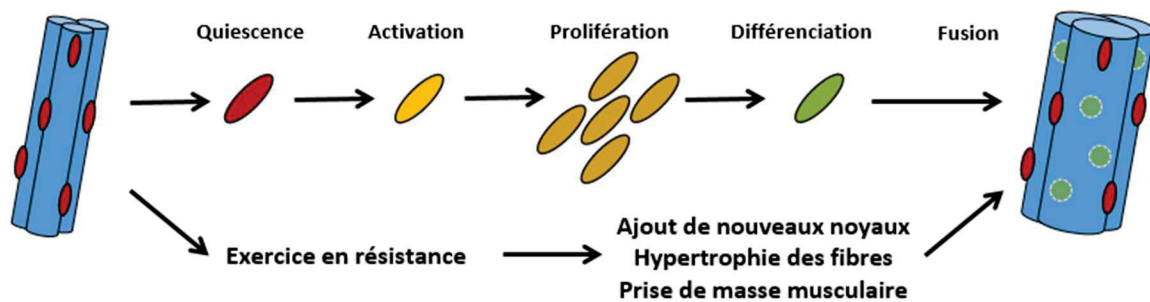 Quiescence
Activation
Prolifération
Différenciation
Fusion
Exercice en résistance
Ajout de nouveaux noyaux
Hypertrophie des fibres
Prise de masse musculaire